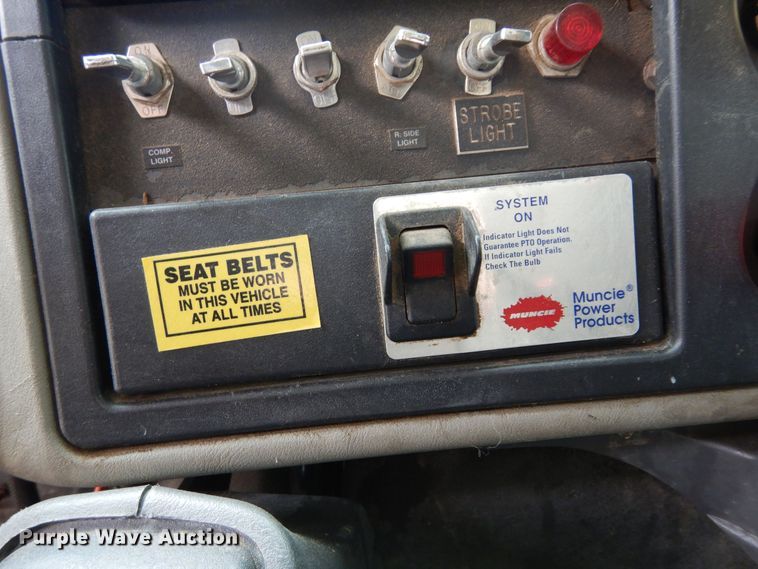 ON
OFF
COMP.
LIGHT
R. SIDE
LIGHT
OFF
STROBE
LIGHT
SEAT BELTS
MUST BE WORN
IN THIS VEHICLE
AT ALL TIMES
SYSTEM
ON
Indicator Light Does Not
Guarantee PTO Operation.
If Indicator Light Fails
Check The Bulb
MUNCIE
Muncie®
Power
Products
Purple Wave Auction